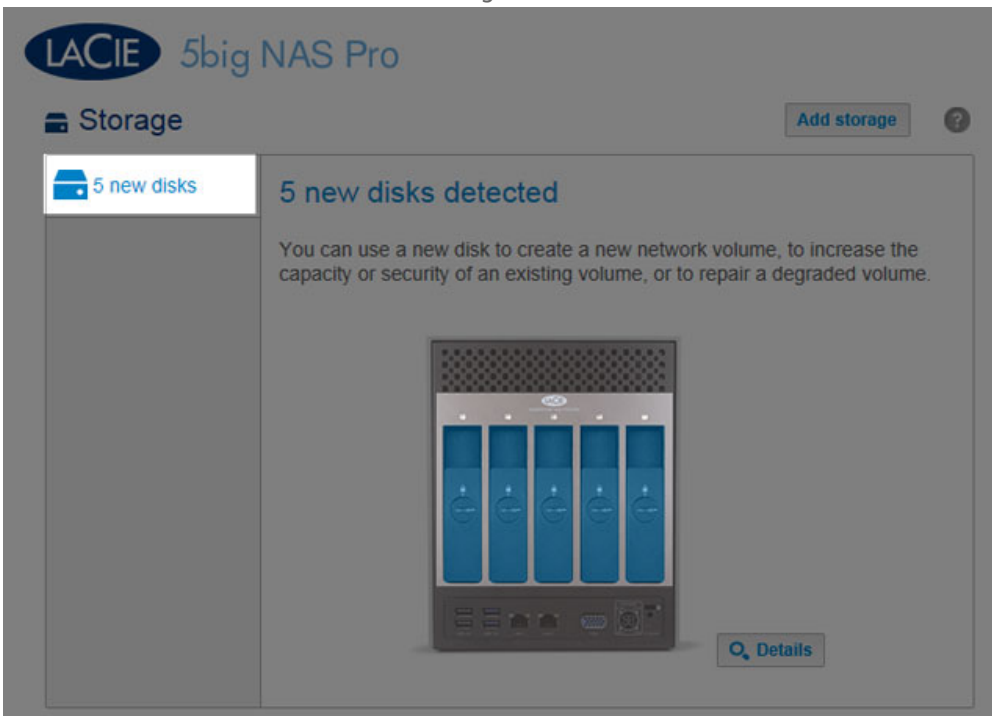 LACIE 5big NAS Pro
Storage
Add storage
?
5 new disks
5 new disks detected
You can use a new disk to create a new network volume, to increase the
capacity or security of an existing volume, or to repair a degraded volume.
Details